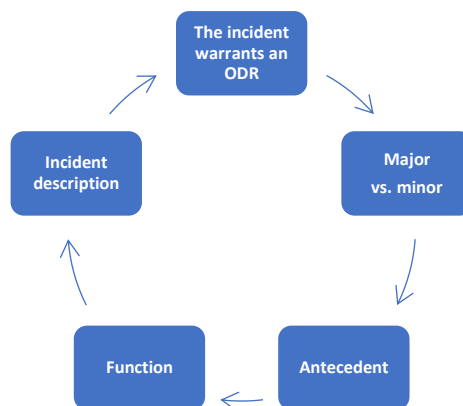 The incident
warrants an
ODR
Major
vs. minor
Antecedent
Function
Incident
description